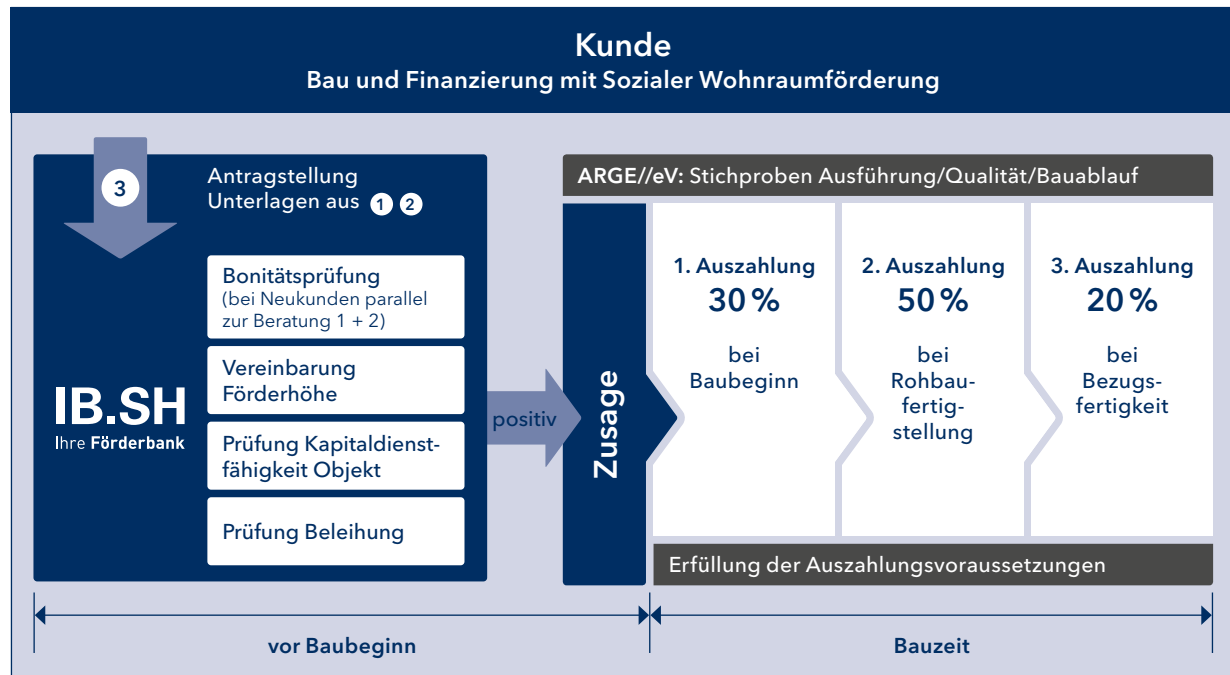 Kunde
Bau und Finanzierung mit Sozialer Wohnraumförderung
3
Antragstellung
Unterlagen aus 1 2
Bonitätsprüfung
(bei Neukunden parallel
zur Beratung 1 + 2)
Vereinbarung
Förderhöhe
Prüfung Kapitaldienst-
fähigkeit Objekt
Prüfung Beleihung
IB.SH
Ihre Förderbank
positiv
Zusage
ARGE//eV: Stichproben Ausführung/Qualität/Bauablauf
1. Auszahlung
30 %
bei
Baubeginn
2. Auszahlung
50 %
bei
Rohbau-
fertig-
stellung
3. Auszahlung
20 %
bei
Bezugs-
fertigkeit
Erfüllung der Auszahlungsvoraussetzungen
vor Baubeginn
Bauzeit